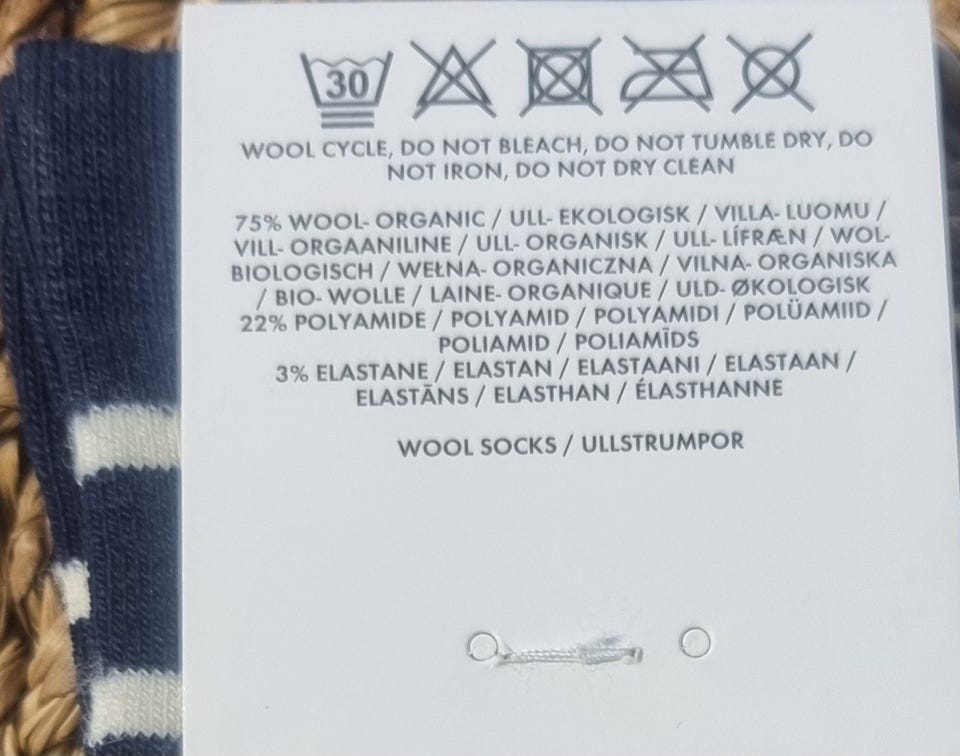 30
WOOL CYCLE, DO NOT BLEACH, DO NOT TUMBLE DRY, DO
NOT IRON, DO NOT DRY CLEAN
75% WOOL- ORGANIC / ULL- EKOLOGISK / VILLA- LUOMU /
VILL- ORGAANILINE / ULL- ORGANISK / ULL- LÍFRÆN / WOL-
BIOLOGISCH / WEŁNA- ORGANICZNA / VILNA- ORGANISKA
/ BIO- WOLLE / LAINE- ORGANIQUE / ULD- ØKOLOGISK
22% POLYAMIDE / POLYAMID / POLYAMIDI / POLÜAMIID /
POLIAMID / POLIAMĪDS
3% ELASTANE / ELASTAN / ELASTAANI / ELASTAAN /
ELASTĀNS / ELASTHAN / ÉLASTHANNE
WOOL SOCKS / ULLSTRUMPOR